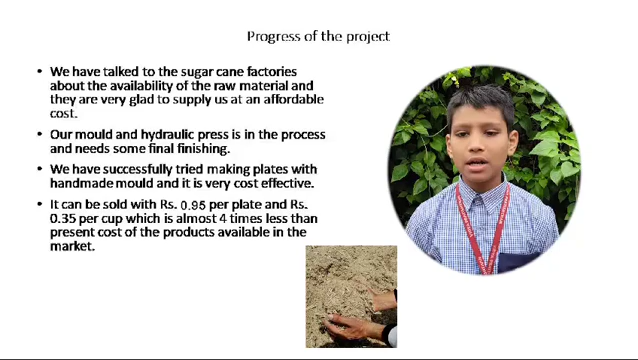 Progress of the project
• We have talked to the sugar cane factories
about the availability of the raw material and
they are very glad to supply us at an affordable
cost.
• Our mould and hydraulic press is in the process
and needs some final finishing.
• We have successfully tried making plates with
handmade mould and it is very cost effective.
• It can be sold with Rs. 0.95 per plate and Rs.
0.35 per cup which is almost 4 times less than
present cost of the products available in the
market.